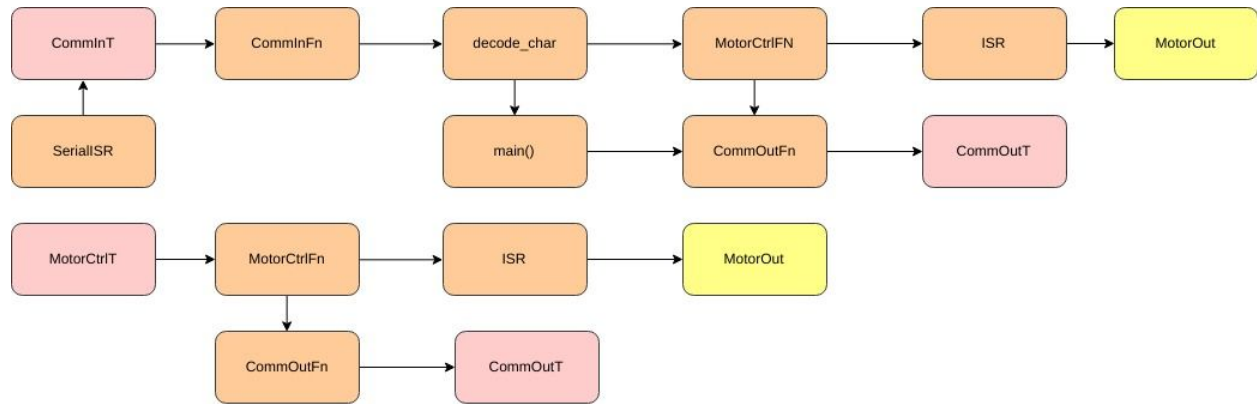 CommInT
CommInFn
decode_char
MotorCtrlFN
ISR
MotorOut
SerialISR
main()
CommOutFn
CommOutT
MotorCtrlT
MotorCtrlFn
ISR
MotorOut
CommOutFn
CommOutT